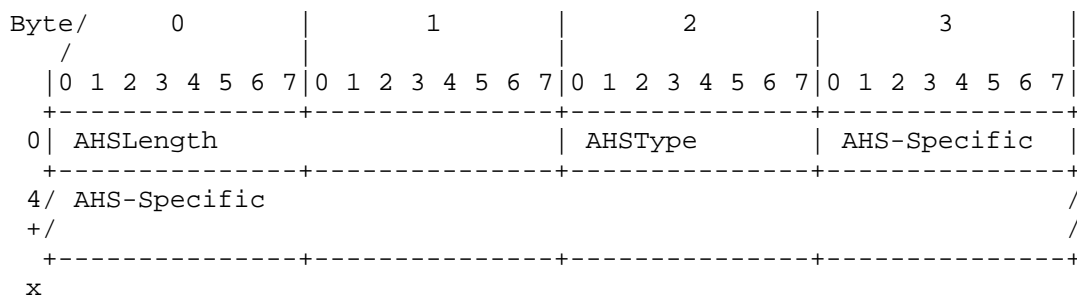 Byte/     0       |       1       |       2       |       3       |
   /              |               |               |               |
  |0 1 2 3 4 5 6 7|0 1 2 3 4 5 6 7|0 1 2 3 4 5 6 7|0 1 2 3 4 5 6 7|
  +---------------+---------------+---------------+---------------+
 0| AHSLength                     | AHSType       | AHS-Specific  |
  +---------------+---------------+---------------+---------------+
 4/ AHS-Specific                                                  /
 +/                                                               /
  +---------------+---------------+---------------+---------------+
 x